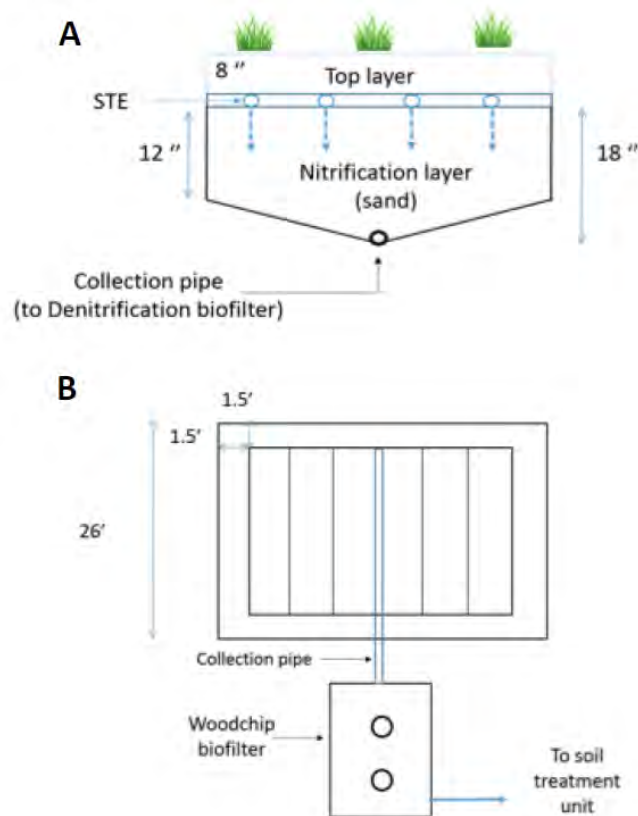 A
8 "
Top layer
STE
12 "
18 "
Nitrification layer
(sand)
Collection pipe
(to Denitrification biofilter)
B
1.5'
1.5'
26'
Collection pipe
Woodchip
biofilter
To soil
treatment
unit